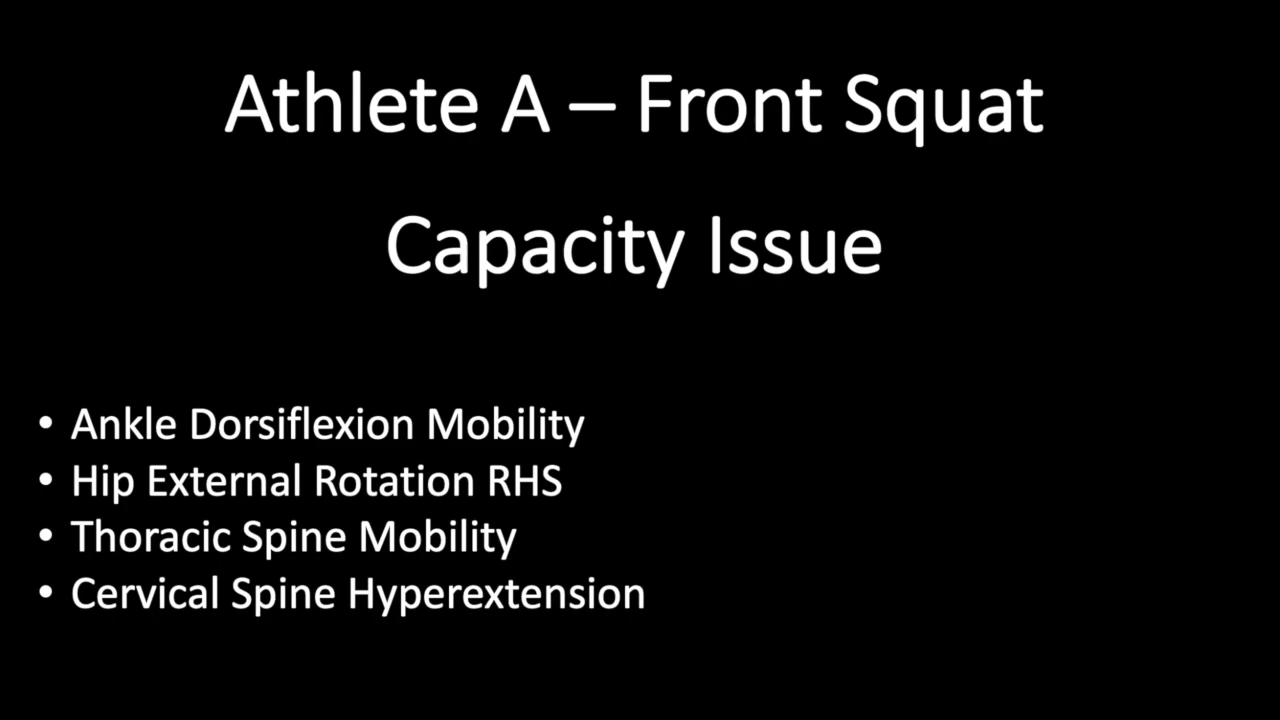 Athlete A – Front Squat
Capacity Issue
• Ankle Dorsiflexion Mobility
• Hip External Rotation RHS
• Thoracic Spine Mobility
• Cervical Spine Hyperextension